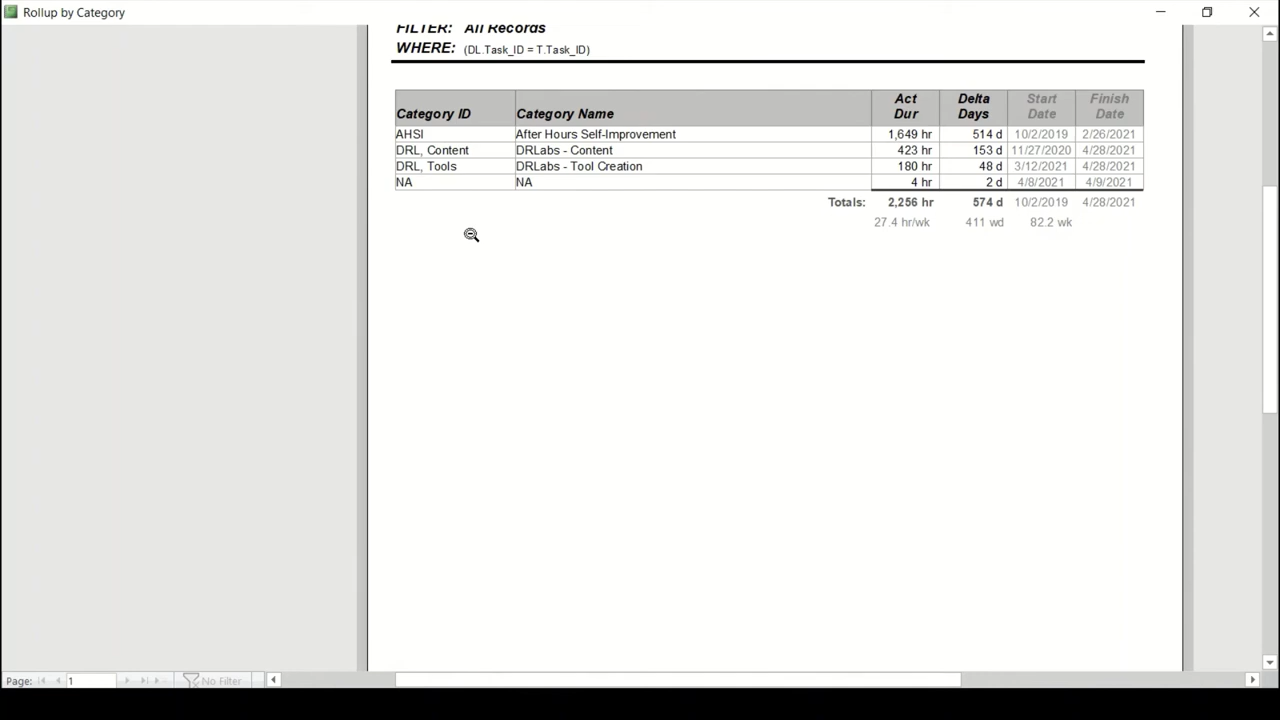 Rollup by Category
FILTER: All Records
WHERE: (DL.Task_ID = T.Task_ID)
Category ID Category Name Act Dur Delta Days Start Date Finish Date
AHSI After Hours Self-Improvement 1,649 hr 514 d 10/2/2019 2/26/2021
DRL, Content DRLabs - Content 423 hr 153 d 11/27/2020 4/28/2021
DRL, Tools DRLabs - Tool Creation 180 hr 48 d 3/12/2021 4/28/2021
NA NA 4 hr 2 d 4/8/2021 4/9/2021
Totals: 2,256 hr 574 d 10/2/2019 4/28/2021
27.4 hr/wk 411 wd 82.2 wk
Page: 1 No Filter